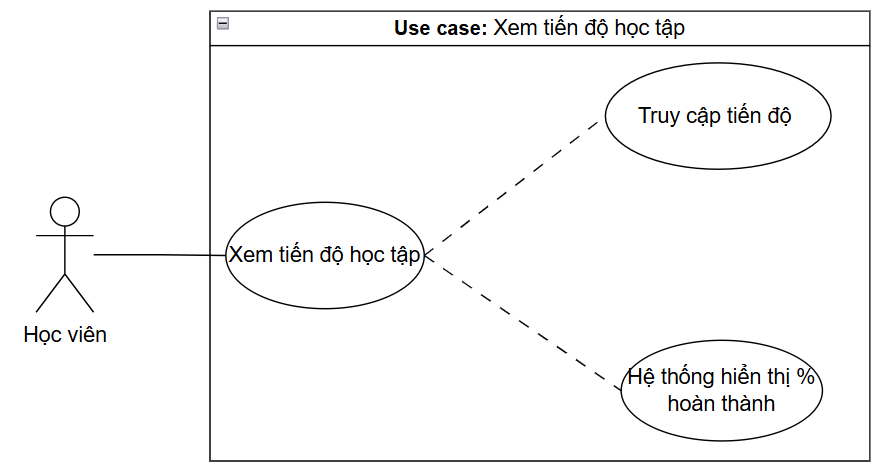 Use case: Xem tiến độ học tập
Truy cập tiến độ
Xem tiến độ học tập
Học viên
Hệ thống hiển thị %
hoàn thành